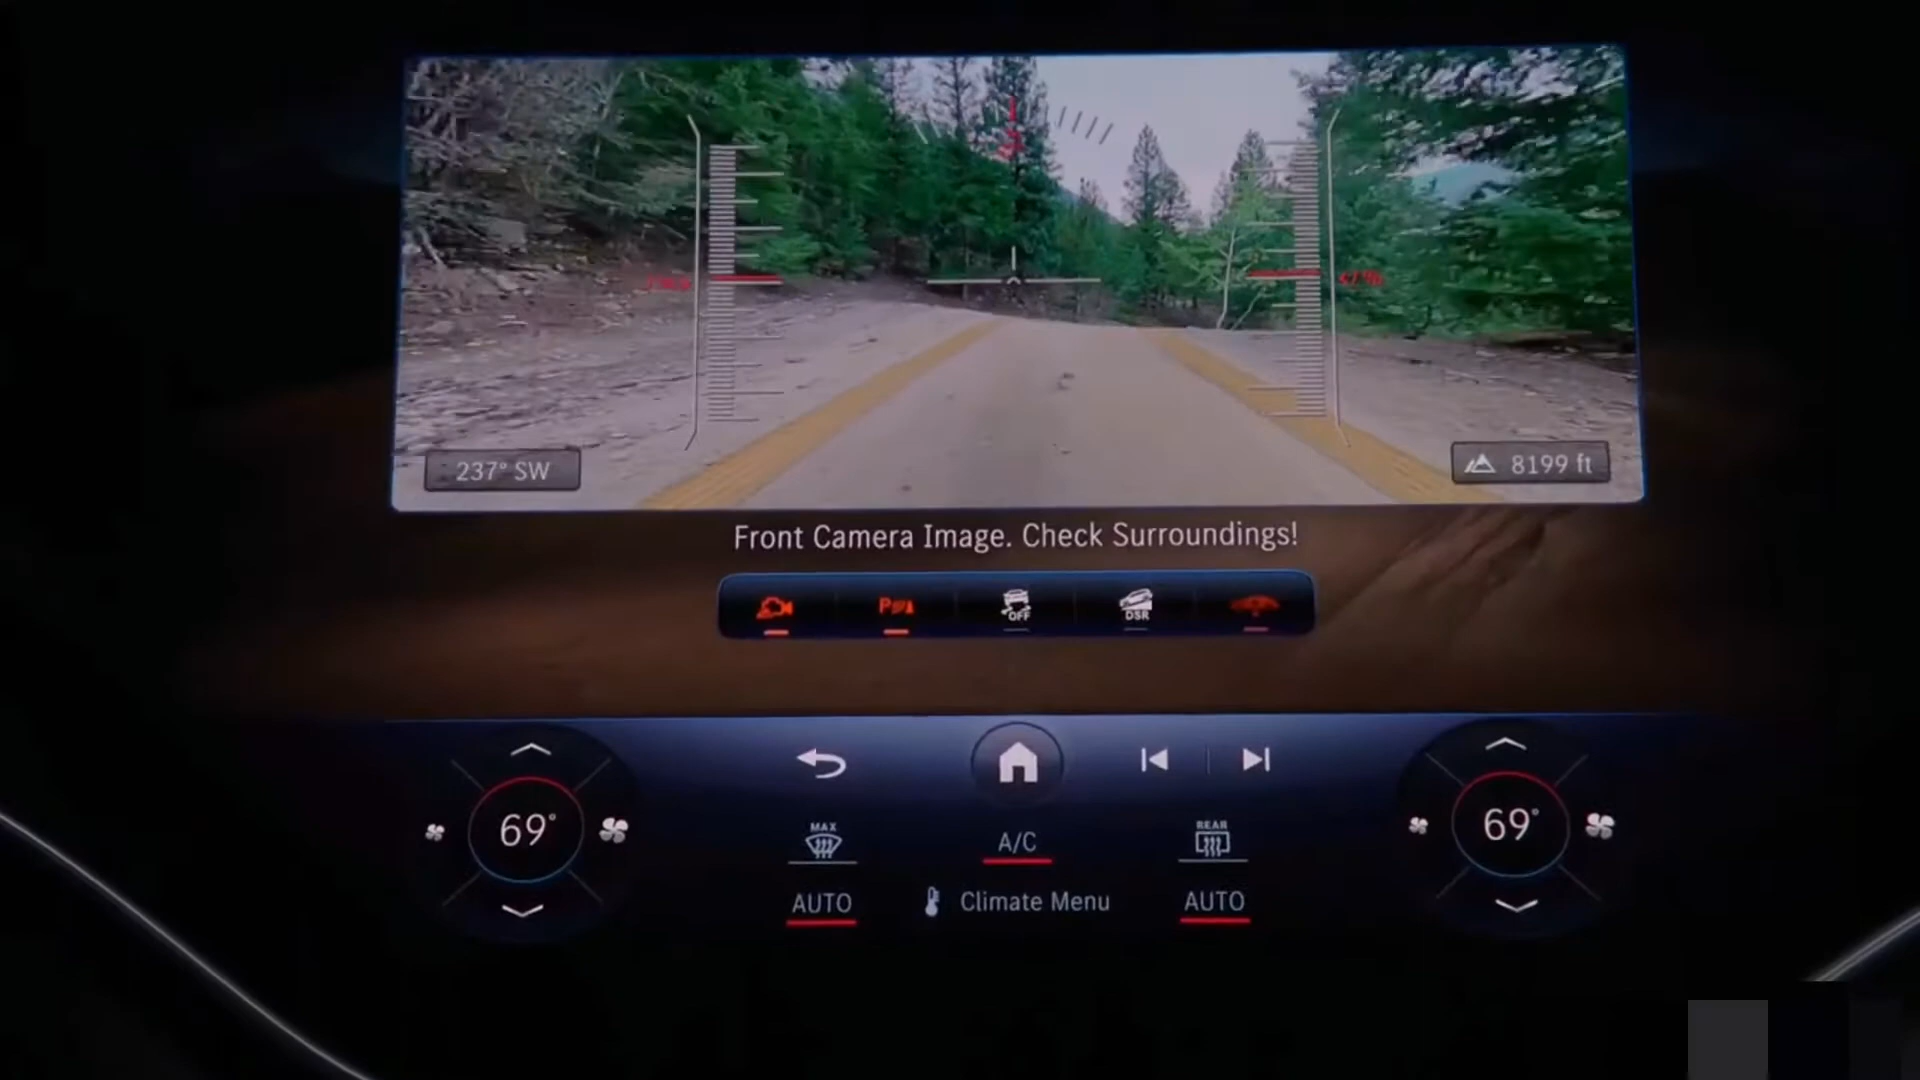 237° SW
8199 ft
Front Camera Image. Check Surroundings!
OFF
DSR
69°
MAX
A/C
REAR
69°
AUTO
Climate Menu
AUTO